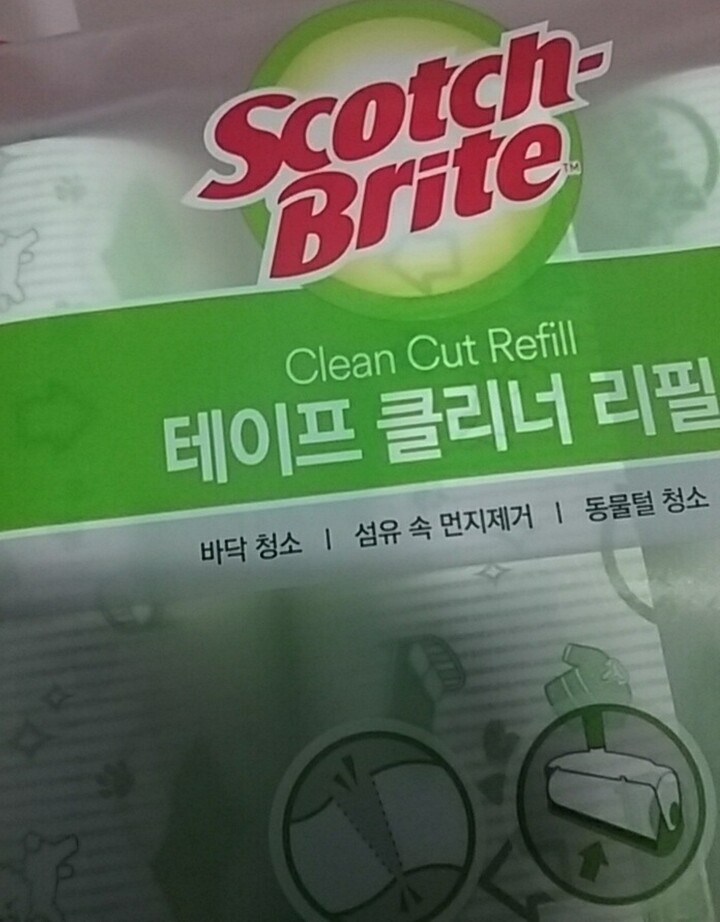 Scotch-
Brite™
Clean Cut Refill
테이프 클리너 리필
바닥 청소 | 섬유 속 먼지제거 | 동물털 청소